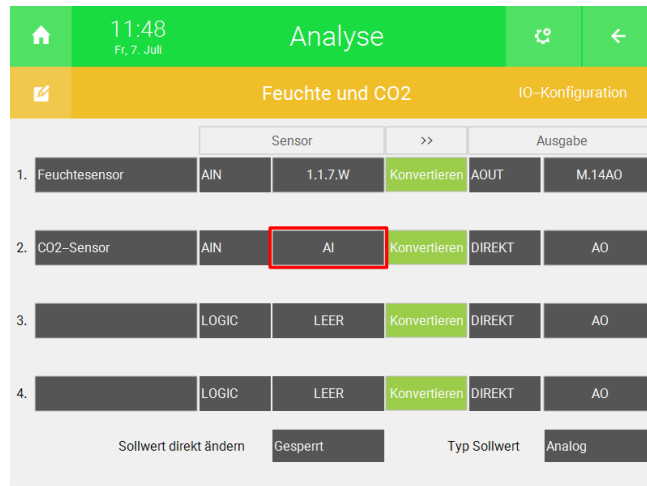 11:48
Fr, 7. Juli
Analyse
Feuchte und CO2
IO-Konfiguration
Sensor >> Ausgabe
1. Feuchtesensor AIN 1.1.7.W Konvertieren AOUT M.14AO
2. CO2-Sensor AIN AI Konvertieren DIREKT AO
3. LOGIC LEER Konvertieren DIREKT AO
4. LOGIC LEER Konvertieren DIREKT AO
Sollwert direkt ändern Gesperrt Typ Sollwert Analog